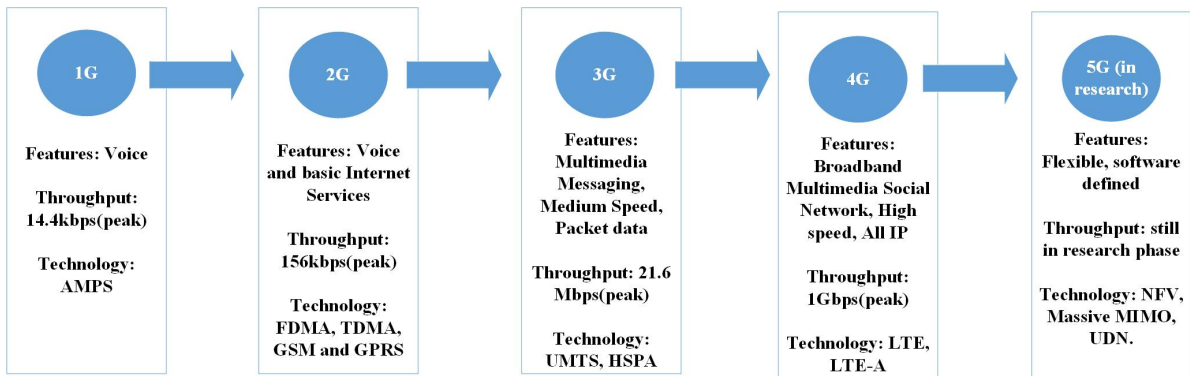 1G
Features: Voice
Throughput:
14.4kbps(peak)
Technology:
AMPS
2G
Features: Voice
and basic Internet
Services
Throughput:
156kbps(peak)
Technology:
FDMA, TDMA,
GSM and GPRS
3G
Features:
Multimedia
Messaging,
Medium Speed,
Packet data
Throughput: 21.6
Mbps(peak)
Technology:
UMTS, HSPA
4G
Features:
Broadband
Multimedia Social
Network, High
speed, All IP
Throughput:
1Gbps(peak)
Technology: LTE,
LTE-A
5G (in
research)
Features:
Flexible, software
defined
Throughput: still
in research phase
Technology: NFV,
Massive MIMO,
UDN.